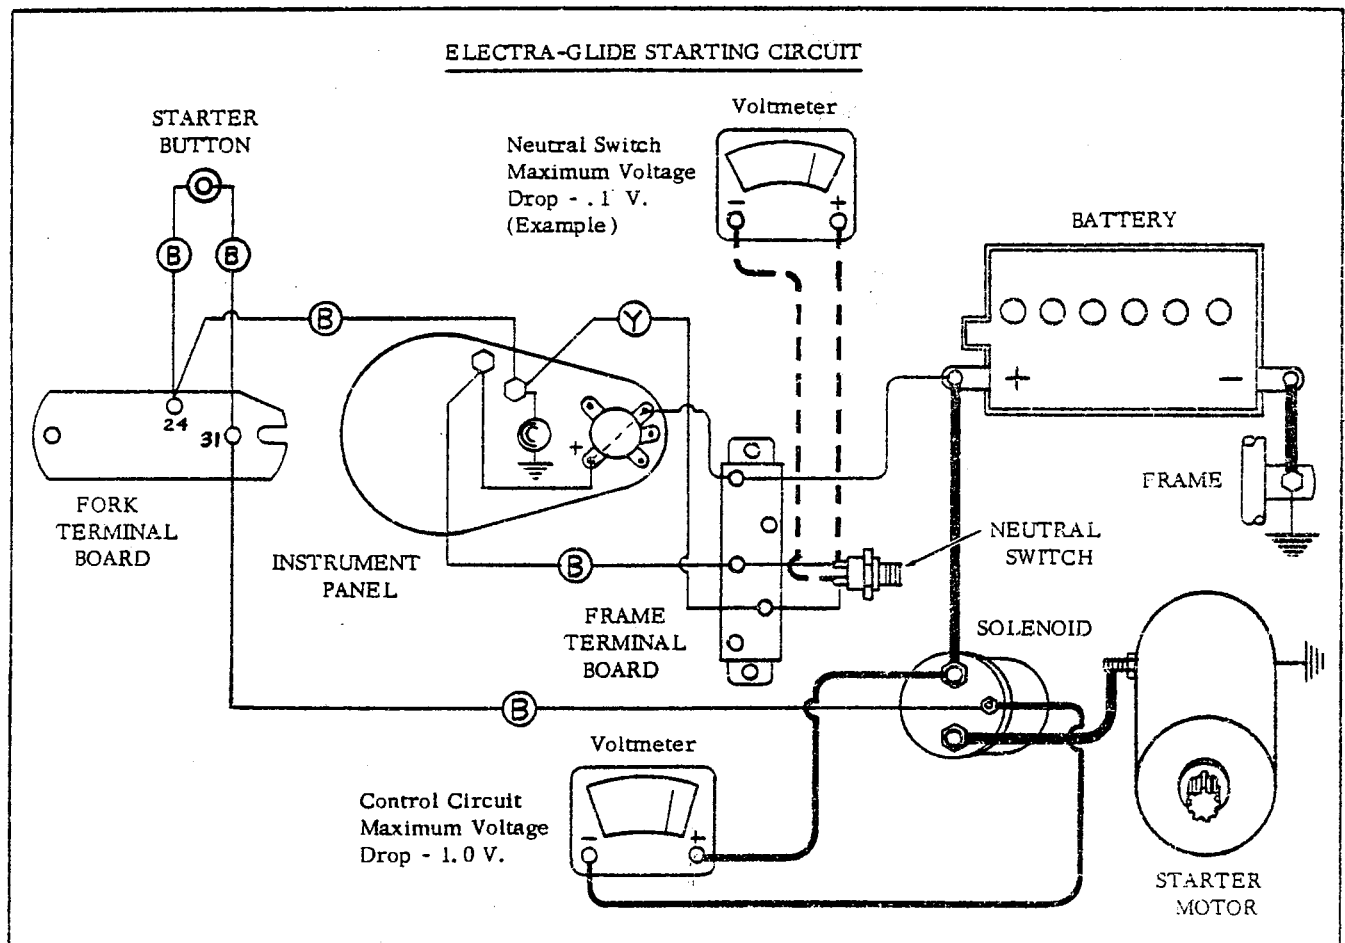 ELECTRA-GLIDE STARTING CIRCUIT
STARTER
BUTTON
Voltmeter
Neutral Switch
Maximum Voltage
Drop - .1 V.
(Example)
- +
BATTERY
B
B
B
Y
+ -
24
31
+
FORK
TERMINAL
BOARD
INSTRUMENT
PANEL
B
FRAME
NEUTRAL
SWITCH
FRAME
TERMINAL
BOARD
SOLENOID
B
Voltmeter
Control Circuit
Maximum Voltage
Drop - 1.0 V.
- +
STARTER
MOTOR